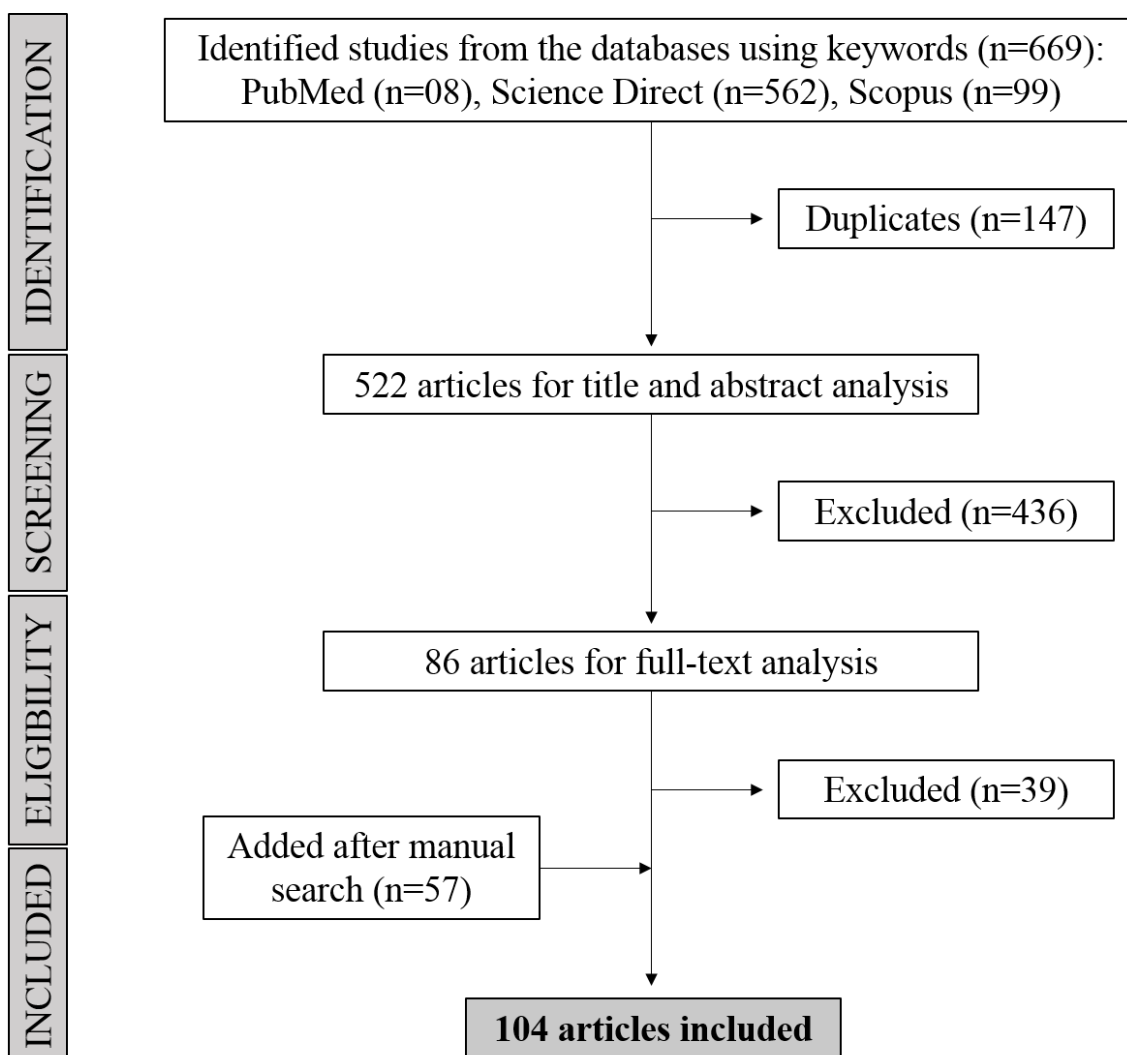 IDENTIFICATION
Identified studies from the databases using keywords (n=669):
PubMed (n=08), Science Direct (n=562), Scopus (n=99)
Duplicates (n=147)
SCREENING
522 articles for title and abstract analysis
Excluded (n=436)
ELIGIBILITY
86 articles for full-text analysis
Excluded (n=39)
Added after manual
search (n=57)
INCLUDED
104 articles included